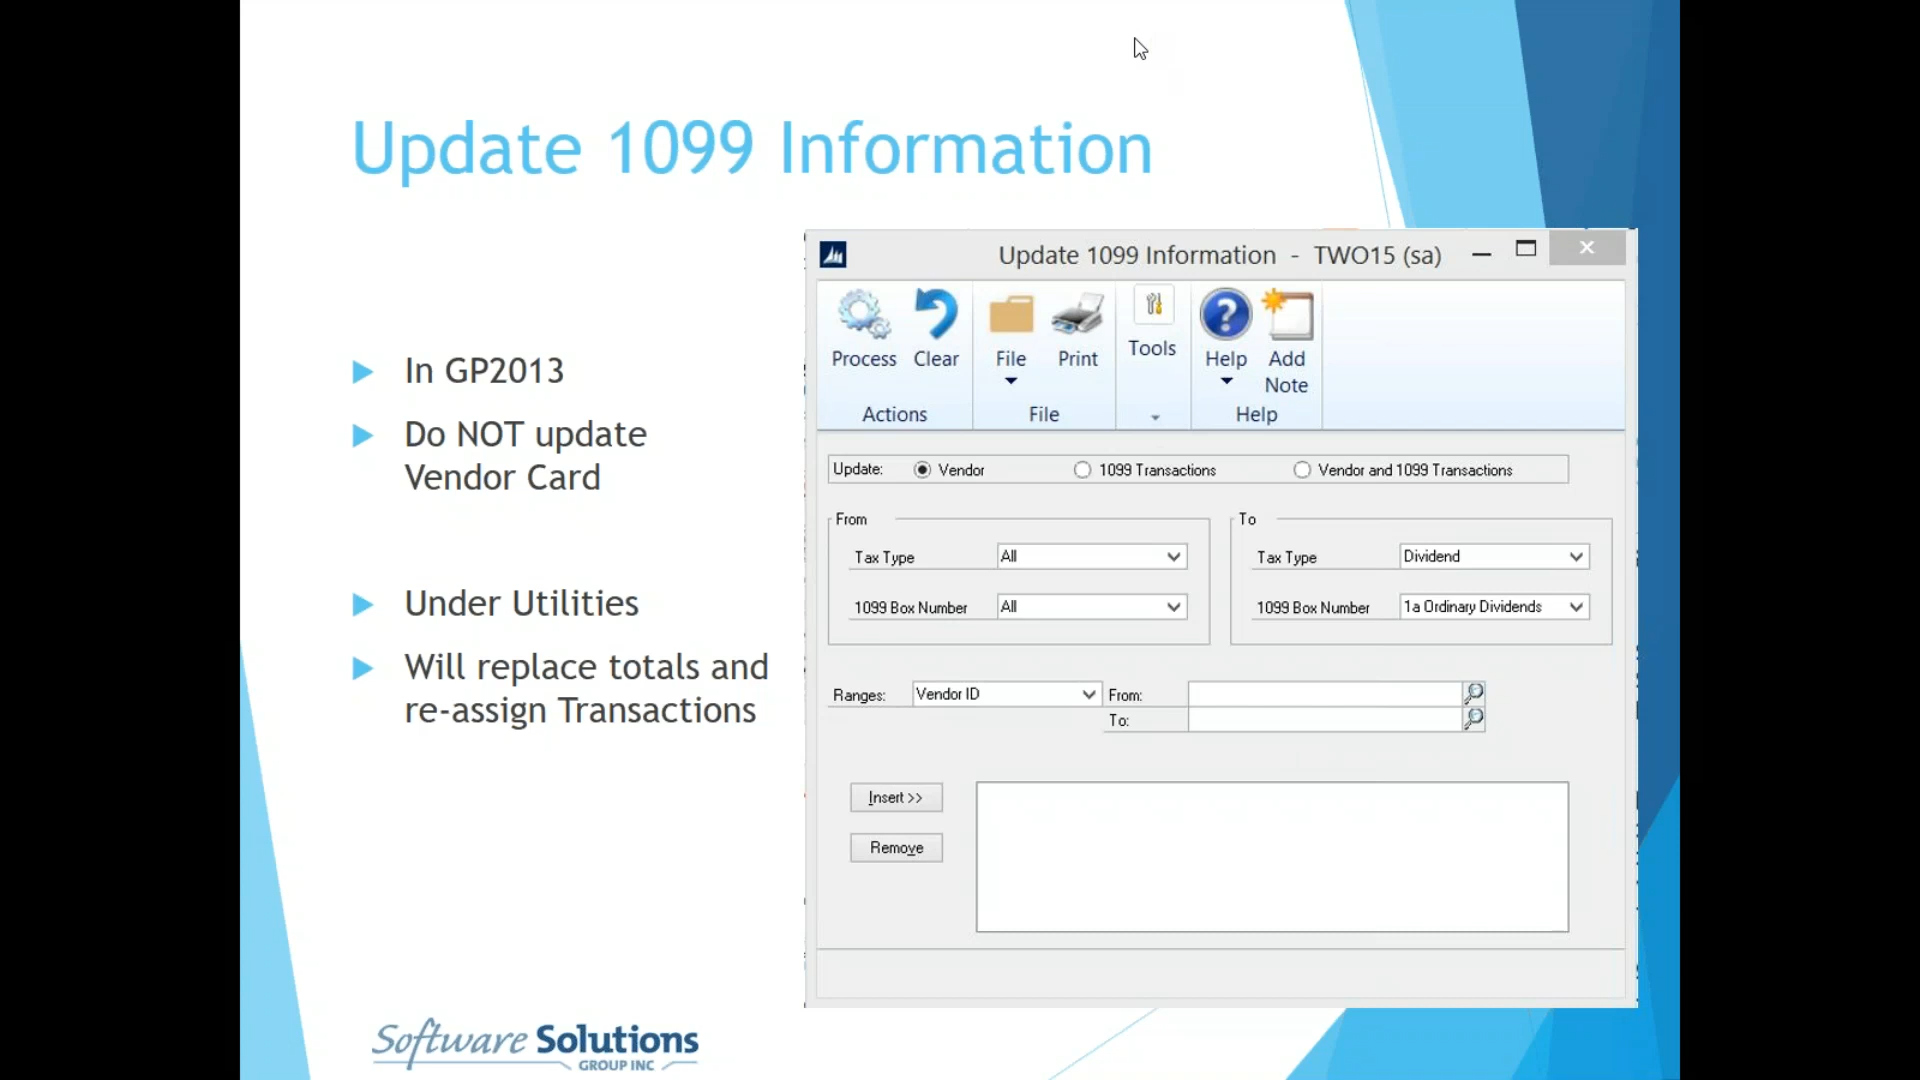 Update 1099 Information
In GP2013
Do NOT update
Vendor Card
Under Utilities
Will replace totals and
re-assign Transactions
Software Solutions
GROUP INC
Update 1099 Information - TWO15 (sa)
Process Clear File Print Tools Help Add
Note
Actions File Help
Update: Vendor 1099 Transactions Vendor and 1099 Transactions
From To
Tax Type All Tax Type Dividend
1099 Box Number All 1099 Box Number 1a Ordinary Dividends
Ranges: Vendor ID From:
To:
Insert >>
Remove